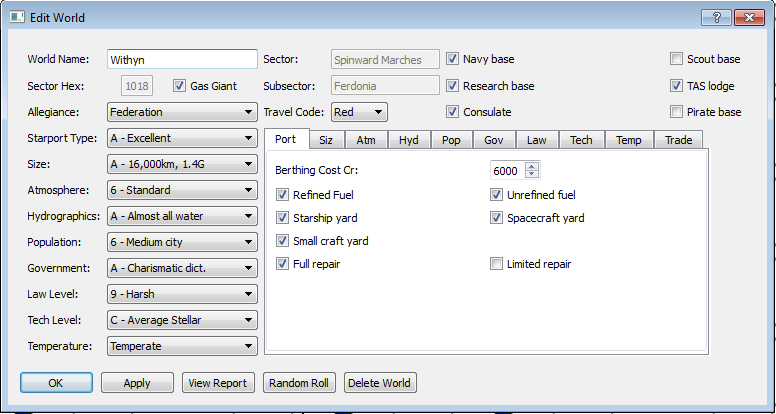 Edit World
World Name: Withyn Sector: Spinward Marches Navy base Scout base
Sector Hex: 1018 Gas Giant Subsector: Ferdonia Research base TAS lodge
Allegiance: Federation Travel Code: Red Consulate Pirate base
Starport Type: A - Excellent Port Siz Atm Hyd Pop Gov Law Tech Temp Trade
Size: A - 16,000km, 1.4G Berthing Cost Cr: 6000
Atmosphere: 6 - Standard Refined Fuel Unrefined fuel
Hydrographics: A - Almost all water Starship yard Spacecraft yard
Population: 6 - Medium city Small craft yard
Government: A - Charismatic dict. Full repair Limited repair
Law Level: 9 - Harsh
Tech Level: C - Average Stellar
Temperature: Temperate
OK Apply View Report Random Roll Delete World